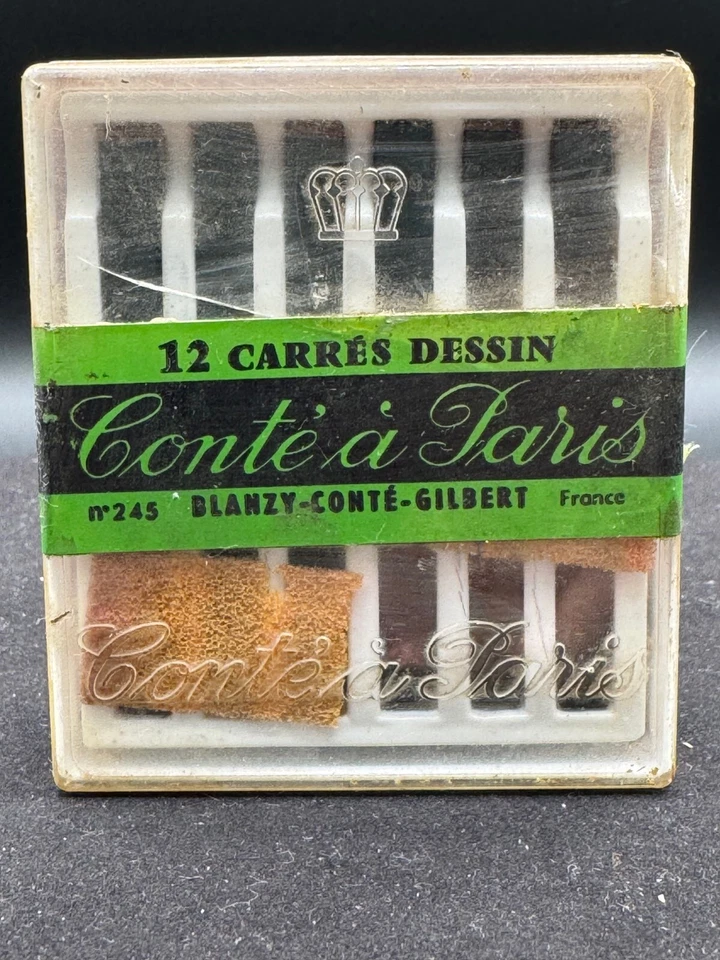 12 CARRÉS DESSIN
Conté à Paris
n°245 BLANZY-CONTÉ-GILBERT France
Conté à Paris